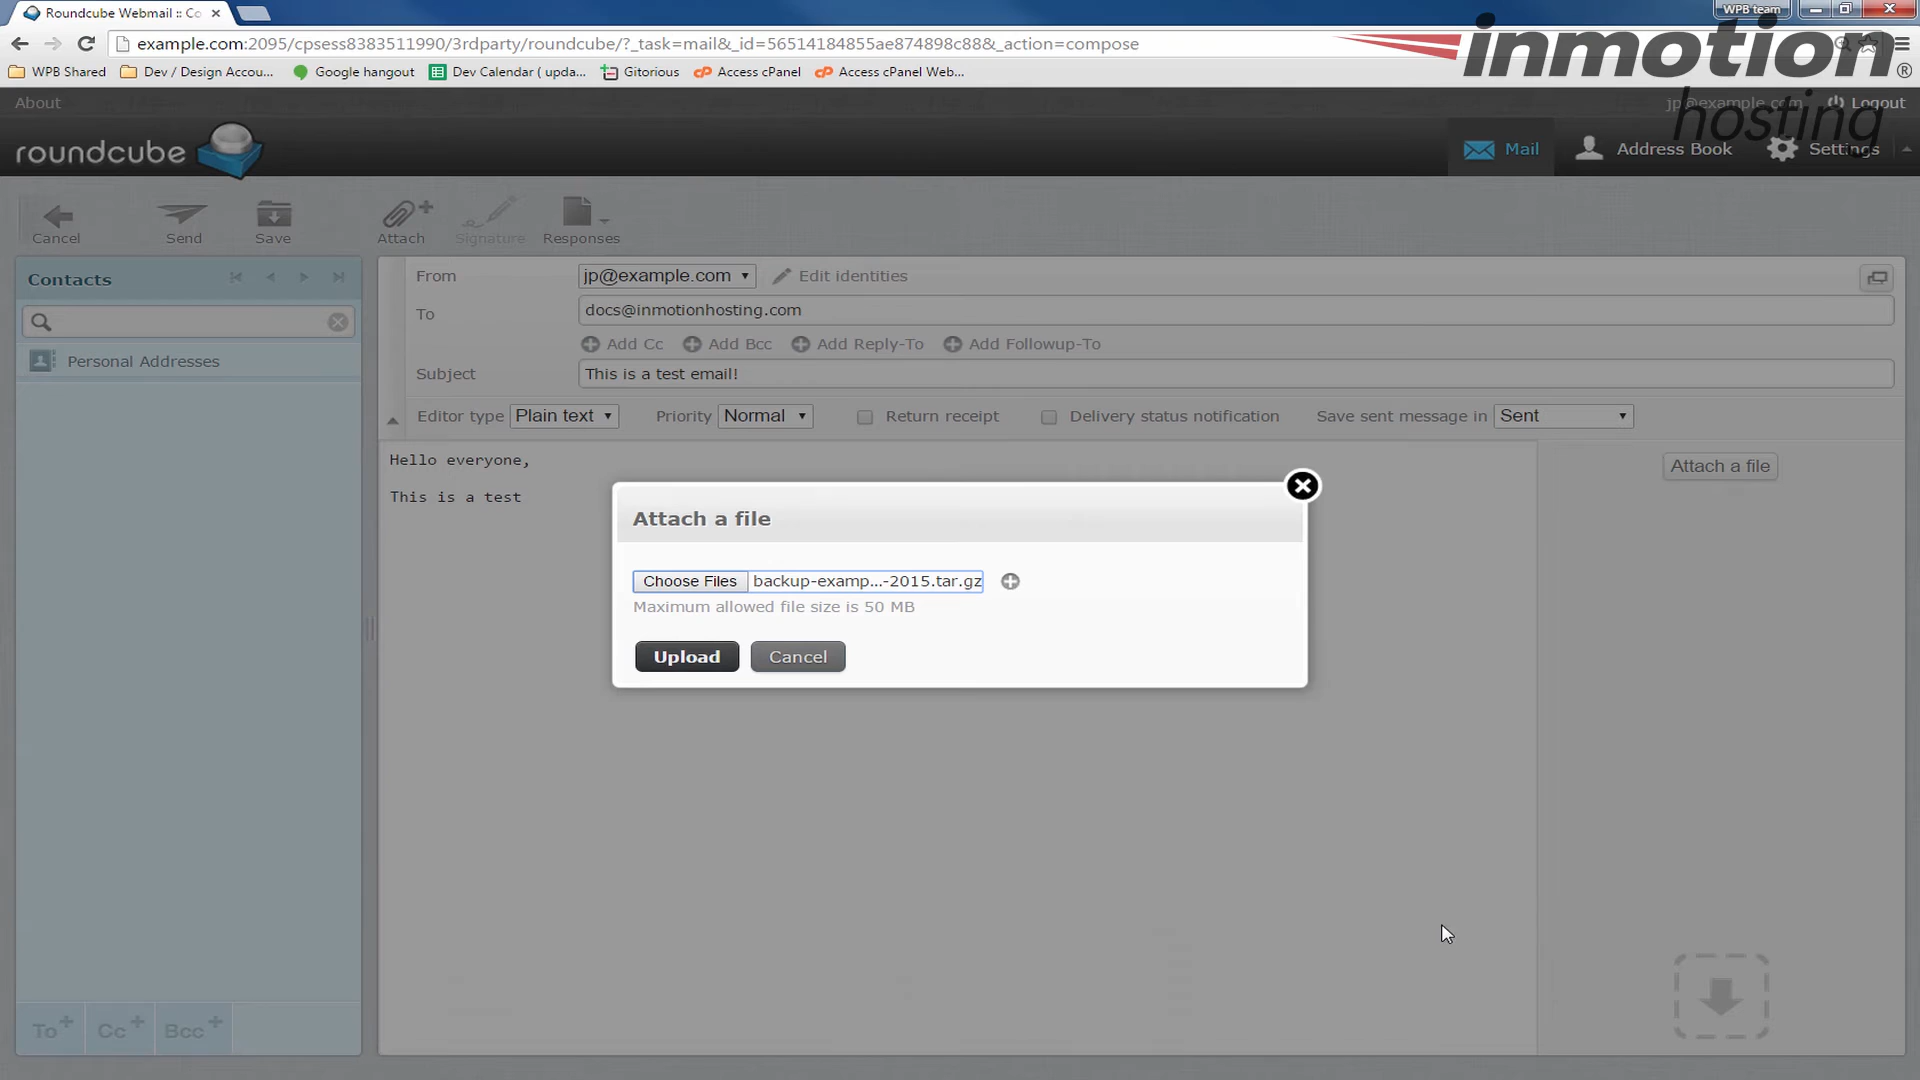 Roundcube Webmail :: Co
WPB team
example.com:2095/cpsess8383511990/3rdparty/roundcube/?_task=mail&_id=56514184855ae874898c88&_action=compose
WPB Shared
Dev / Design Accou...
Google hangout
Dev Calendar ( upda...
Gitorious
Access cPanel
Access cPanel Web...
inmotion®
hosting
About
jp@example.com
Logout
roundcube
Mail
Address Book
Settings
Cancel
Send
Save
Attach
Signature
Responses
Contacts
Personal Addresses
From
jp@example.com
Edit identities
To
docs@inmotionhosting.com
Add Cc
Add Bcc
Add Reply-To
Add Followup-To
Subject
This is a test email!
Editor type
Plain text
Priority
Normal
Return receipt
Delivery status notification
Save sent message in
Sent
Hello everyone,
This is a test
Attach a file
Attach a file
Choose Files
backup-examp...-2015.tar.gz
Maximum allowed file size is 50 MB
Upload
Cancel
To+
Cc+
Bcc+